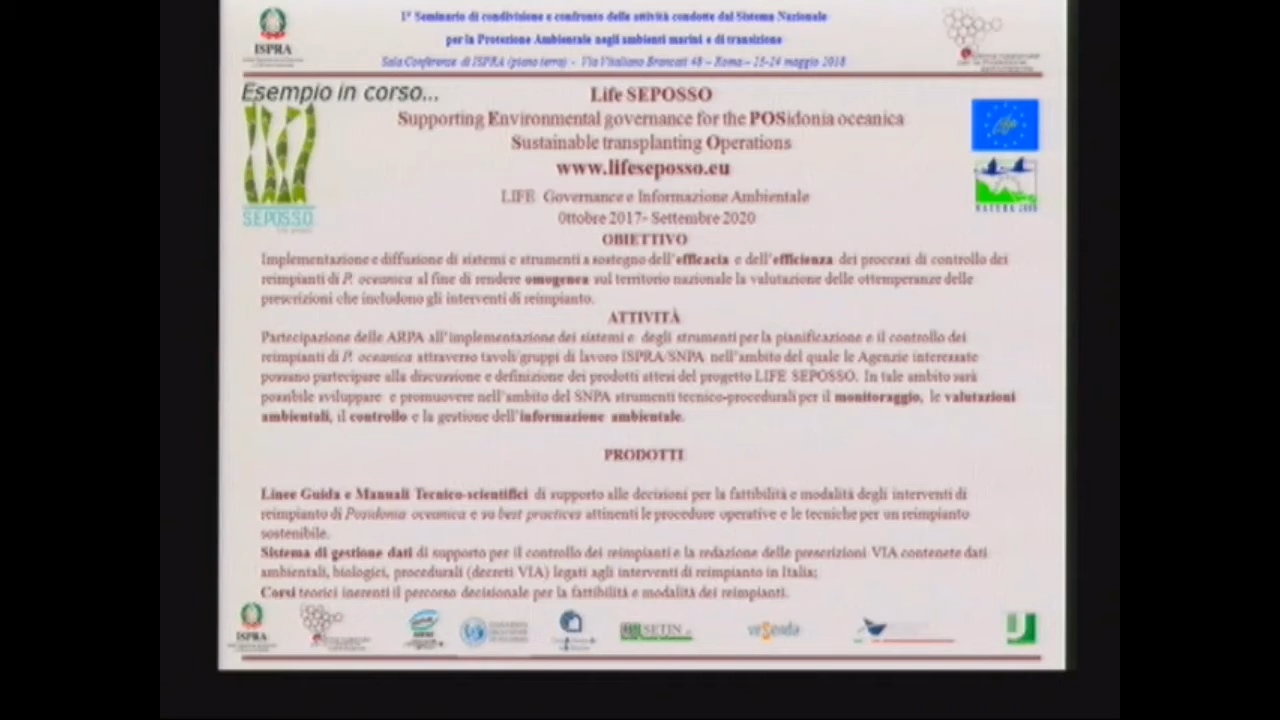 1° Seminario di condivisione e confronto delle attività condotte dal Sistema Nazionale
per la Protezione Ambientale negli ambienti marini e di transizione
Sala Conferenze di ISPRA (piano terra) - Via Vitaliano Brancati 48 – Roma – 23-24 maggio 2018
ISPRA
Esempio in corso...
Life SEPOSSO
Supporting Environmental governance for the POSidonia oceanica
Sustainable transplanting Operations
www.lifeseposso.eu
LIFE Governance e Informazione Ambientale
Ottobre 2017- Settembre 2020
S.E.POS.S.O.
Life
NATURA 2000
OBIETTIVO
Implementazione e diffusione di sistemi e strumenti a sostegno dell'efficacia e dell'efficienza dei processi di controllo dei
reimpianti di P. oceanica al fine di rendere omogenea sul territorio nazionale la valutazione delle ottemperanze delle
prescrizioni che includono gli interventi di reimpianto.
ATTIVITÀ
Partecipazione delle ARPA all'implementazione dei sistemi e degli strumenti per la pianificazione e il controllo dei
reimpianti di P. oceanica attraverso tavoli/gruppi di lavoro ISPRA/SNPA nell'ambito del quale le Agenzie interessate
possano partecipare alla discussione e definizione dei prodotti attesi del progetto LIFE SEPOSSO. In tale ambito sarà
possibile sviluppare e promuovere nell'ambito del SNPA strumenti tecnico-procedurali per il monitoraggio, le valutazioni
ambientali, il controllo e la gestione dell'informazione ambientale.
PRODOTTI
Linee Guida e Manuali Tecnico-scientifici di supporto alle decisioni per la fattibilità e modalità degli interventi di
reimpianto di Posidonia oceanica e su best practices attinenti le procedure operative e le tecniche per un reimpianto
sostenibile.
Sistema di gestione dati di supporto per il controllo dei reimpianti e la redazione delle prescrizioni VIA contenete dati
ambientali, biologici, procedurali (decreti VIA) legati agli interventi di reimpianto in Italia;
Corsi teorici inerenti il percorso decisionale per la fattibilità e modalità dei reimpianti.
ISPRA
SETIN